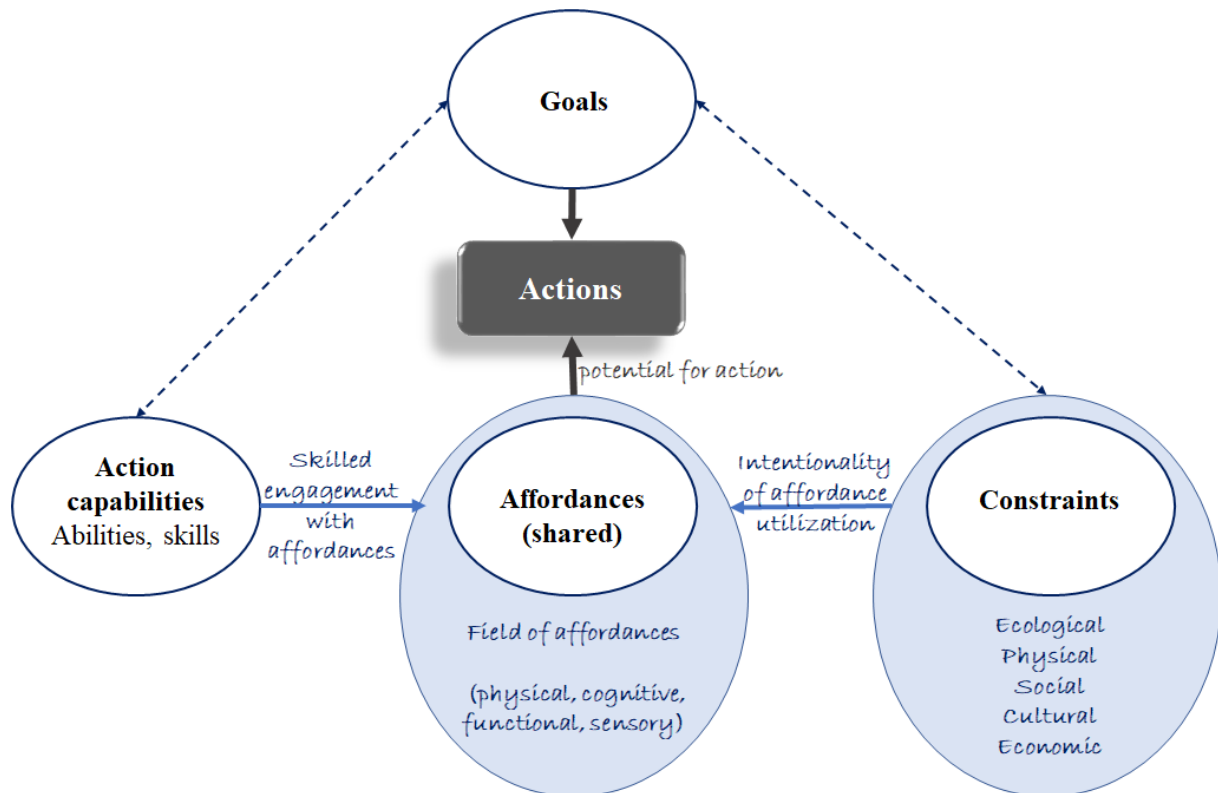 Goals
Actions
potential for action
Action
capabilities
Abilities, skills
Skilled
engagement
with
affordances
Affordances
(shared)
Field of affordances
(physical, cognitive,
functional, sensory)
Intentionality
of affordance
utilization
Constraints
Ecological
Physical
Social
Cultural
Economic